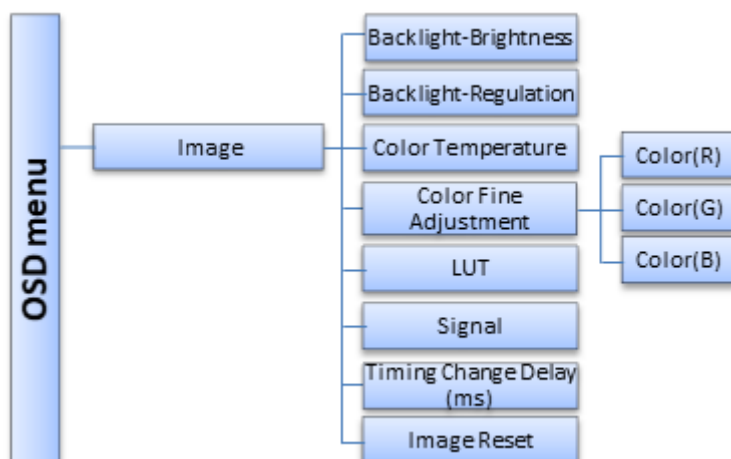 OSD menu
Image
Backlight-Brightness
Backlight-Regulation
Color Temperature
Color Fine
Adjustment
LUT
Signal
Timing Change Delay
(ms)
Image Reset
Color(R)
Color(G)
Color(B)